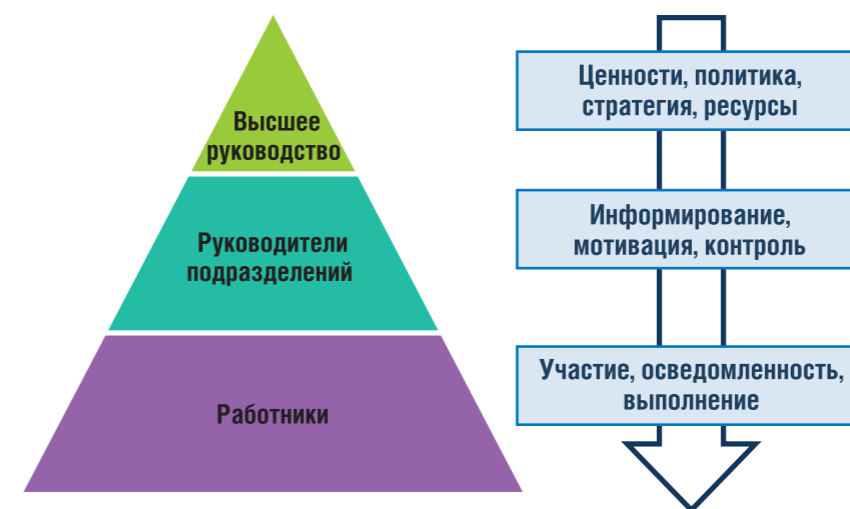 Высшее
руководство
Ценности, политика,
стратегия, ресурсы
Руководители
подразделений
Информирование,
мотивация, контроль
Работники
Участие, осведомленность,
выполнение